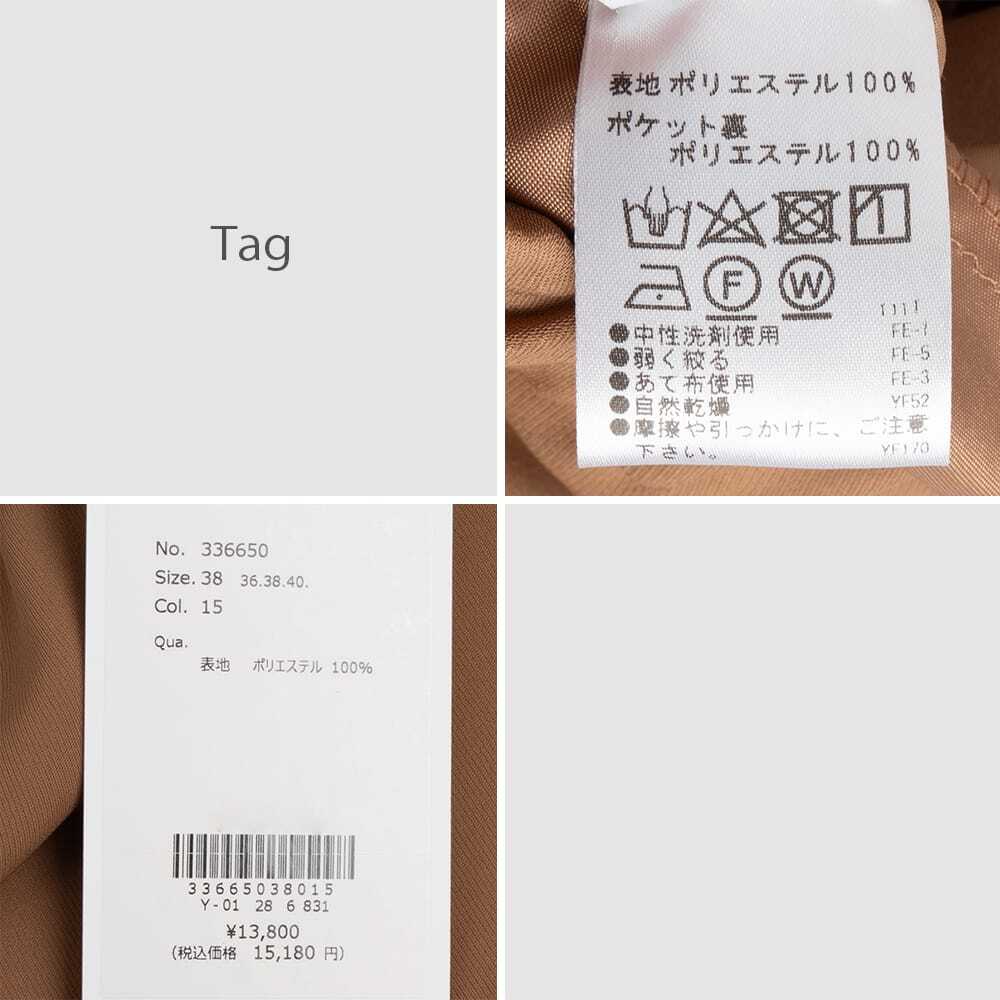 Tag
表地 ポリエステル100%
ポケット裏
ポリエステル100%
F W
●中性洗剤使用 FE-1
●弱く絞る FE-5
●あて布使用 FE-3
●自然乾燥 YF52
●摩擦や引っかけに、ご注意
下さい。 YF170
No. 336650
Size. 38 36.38.40.
Col. 15
Qua.
表地 ポリエステル 100%
33665038015
Y-01 28 6 831
¥13,800
(税込価格 15,180 円)